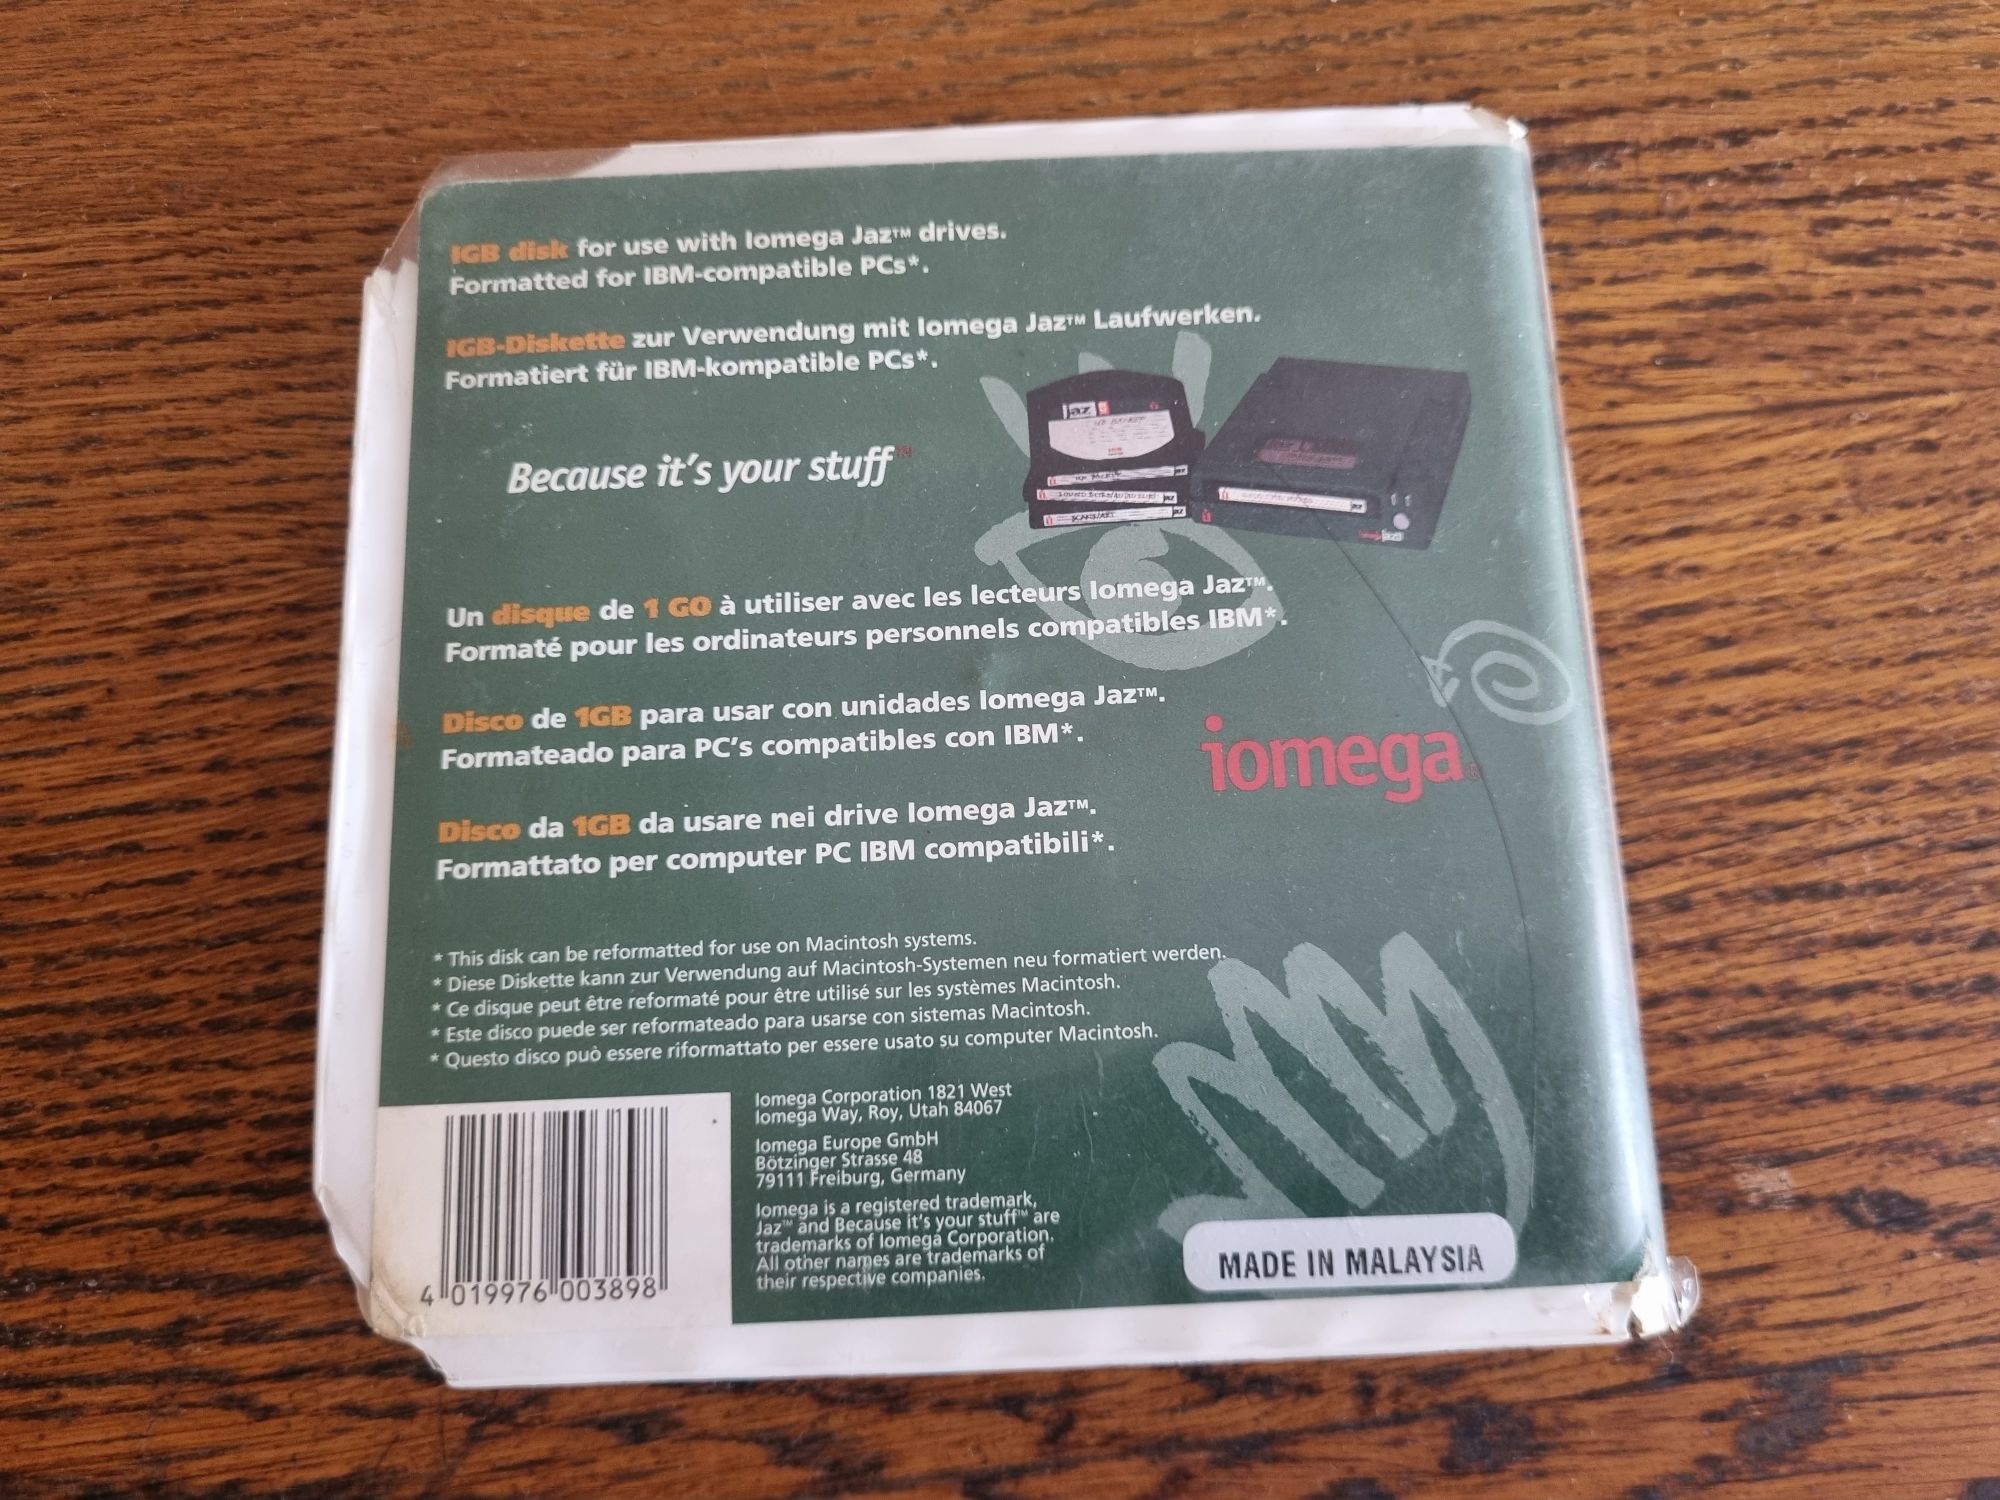 1GB disk for use with Iomega Jaz™ drives.
Formatted for IBM-compatible PCs*.
1GB-Diskette zur Verwendung mit Iomega Jaz™ Laufwerken.
Formatiert für IBM-kompatible PCs*.
Because it's your stuff™
jaz
Un disque de 1 GO à utiliser avec les lecteurs Iomega Jaz™.
Formaté pour les ordinateurs personnels compatibles IBM*.
Disco de 1GB para usar con unidades Iomega Jaz™.
Formateado para PC's compatibles con IBM*.
iomega®
Disco da 1GB da usare nei drive Iomega Jaz™.
Formattato per computer PC IBM compatibili*.
* This disk can be reformatted for use on Macintosh systems.
* Diese Diskette kann zur Verwendung auf Macintosh-Systemen neu formatiert werden.
* Ce disque peut être reformaté pour être utilisé sur les systèmes Macintosh.
* Este disco puede ser reformateado para usarse con sistemas Macintosh.
* Questo disco può essere riformattato per essere usato su computer Macintosh.
Iomega Corporation 1821 West
Iomega Way, Roy, Utah 84067
Iomega Europe GmbH
Bötzinger Strasse 48
79111 Freiburg, Germany
Iomega is a registered trademark,
Jaz™ and Because it's your stuff™ are
trademarks of Iomega Corporation.
All other names are trademarks of
their respective companies.
4 019976 003898
MADE IN MALAYSIA